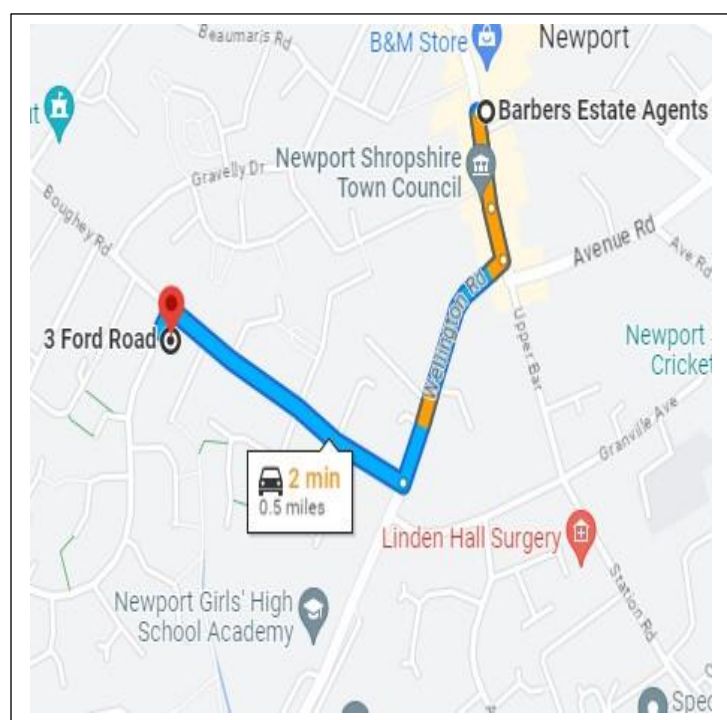 Beaumaris Rd
B&M Store
Newport
Barbers Estate Agents
Newport Shropshire
Town Council
Gravelly Dr
Boughey Rd
Avenue Rd
Ave Rd
Wellington Rd
3 Ford Road
Upper Bar
Newport
Cricket
Granville Ave
2 min
0.5 miles
Linden Hall Surgery
Newport Girls' High
School Academy
Station Rd
Spec